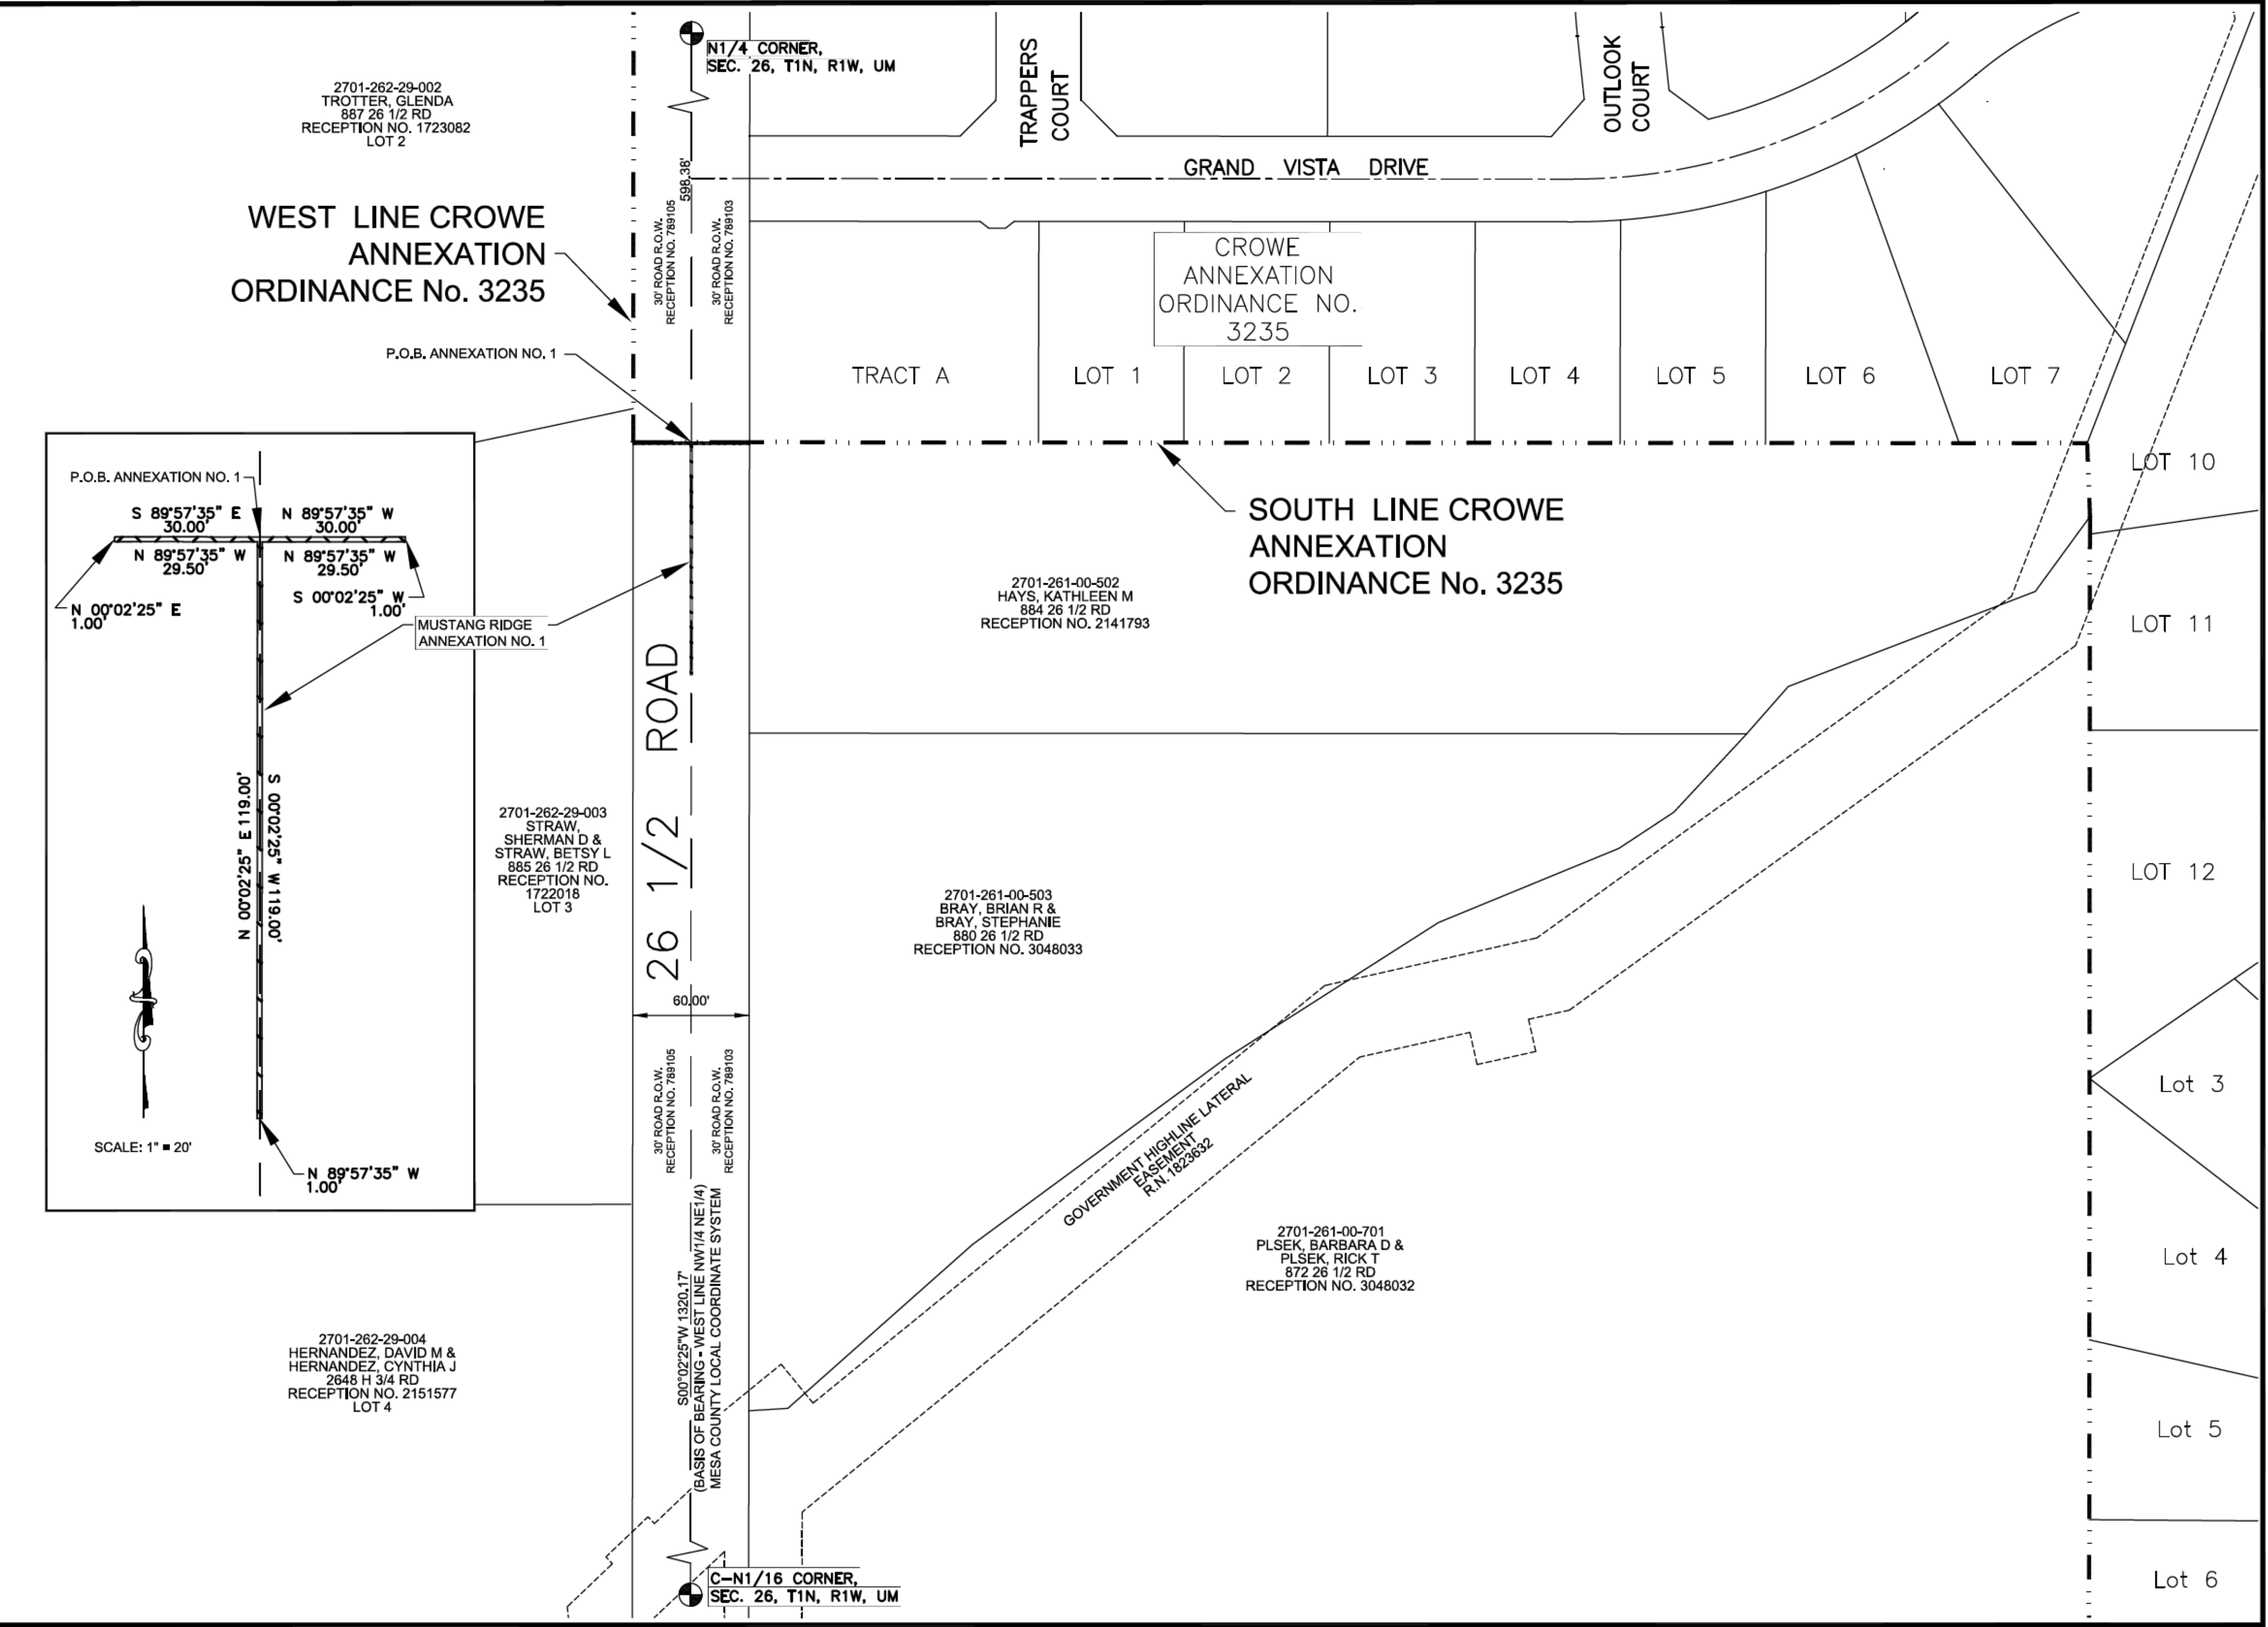 N1/4 CORNER,
SEC. 26, T1N, R1W, UM
2701-262-29-002
TROTTER, GLENDA
887 26 1/2 RD
RECEPTION NO. 1723082
LOT 2
TRAPPERS
COURT
OUTLOOK
COURT
GRAND VISTA DRIVE
598.38'
30' ROAD R.O.W.
RECEPTION NO. 789105
30' ROAD R.O.W.
RECEPTION NO. 789103
WEST LINE CROWE
ANNEXATION
ORDINANCE No. 3235
P.O.B. ANNEXATION NO. 1
CROWE
ANNEXATION
ORDINANCE NO.
3235
TRACT A
LOT 1
LOT 2
LOT 3
LOT 4
LOT 5
LOT 6
LOT 7
P.O.B. ANNEXATION NO. 1
S 89°57'35" E
30.00'
N 89°57'35" W
30.00'
N 89°57'35" W
29.50'
N 89°57'35" W
29.50'
N 00°02'25" E
1.00'
S 00°02'25" W
1.00'
MUSTANG RIDGE
ANNEXATION NO. 1
N 00°02'25" E 119.00'
S 00°02'25" W 119.00'
SCALE: 1" = 20'
N 89°57'35" W
1.00'
SOUTH LINE CROWE
ANNEXATION
ORDINANCE No. 3235
2701-261-00-502
HAYS, KATHLEEN M
884 26 1/2 RD
RECEPTION NO. 2141793
LOT 10
LOT 11
LOT 12
Lot 3
Lot 4
Lot 5
Lot 6
26 1/2 ROAD
60.00'
2701-262-29-003
STRAW,
SHERMAN D &
STRAW, BETSY L
885 26 1/2 RD
RECEPTION NO.
1722018
LOT 3
2701-261-00-503
BRAY, BRIAN R &
BRAY, STEPHANIE
880 26 1/2 RD
RECEPTION NO. 3048033
30' ROAD R.O.W.
RECEPTION NO. 789105
30' ROAD R.O.W.
RECEPTION NO. 789103
GOVERNMENT HIGHLINE LATERAL
EASEMENT
R.N. 1823632
2701-261-00-701
PLSEK, BARBARA D &
PLSEK, RICK T
872 26 1/2 RD
RECEPTION NO. 3048032
S00°02'25"W 1320.17'
(BASIS OF BEARING - WEST LINE NW1/4 NE1/4)
MESA COUNTY LOCAL COORDINATE SYSTEM
2701-262-29-004
HERNANDEZ, DAVID M &
HERNANDEZ, CYNTHIA J
2648 H 3/4 RD
RECEPTION NO. 2151577
LOT 4
C-N1/16 CORNER,
SEC. 26, T1N, R1W, UM